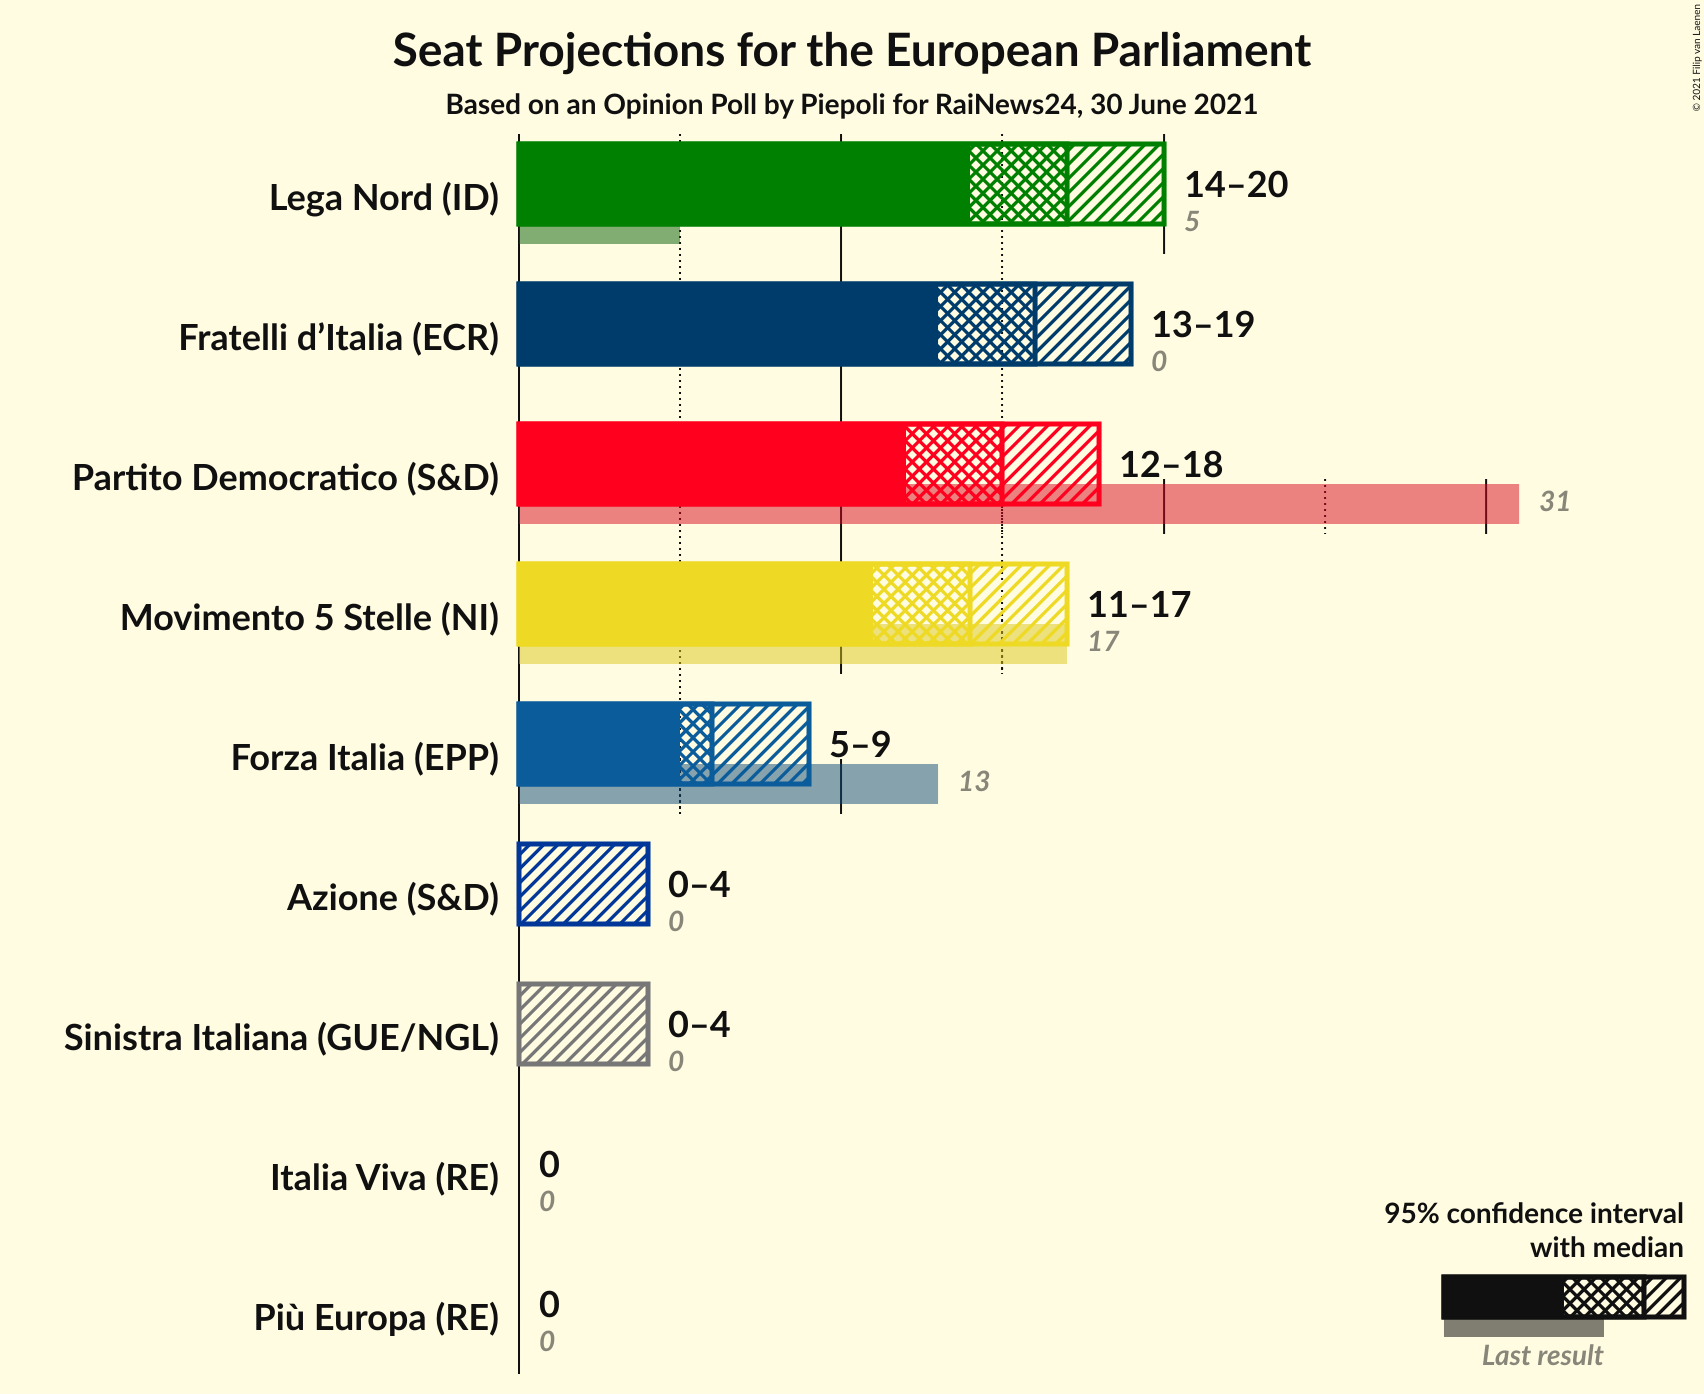 Seat Projections for the European Parliament
Based on an Opinion Poll by Piepoli for RaiNews24, 30 June 2021
© 2021 Filip van Laenen
Lega Nord (ID)
14–20
5
Fratelli d’Italia (ECR)
13–19
0
Partito Democratico (S&D)
12–18
31
Movimento 5 Stelle (NI)
11–17
17
Forza Italia (EPP)
5–9
13
Azione (S&D)
0–4
0
Sinistra Italiana (GUE/NGL)
0–4
0
Italia Viva (RE)
0
0
Più Europa (RE)
0
0
95% confidence interval
with median
Last result